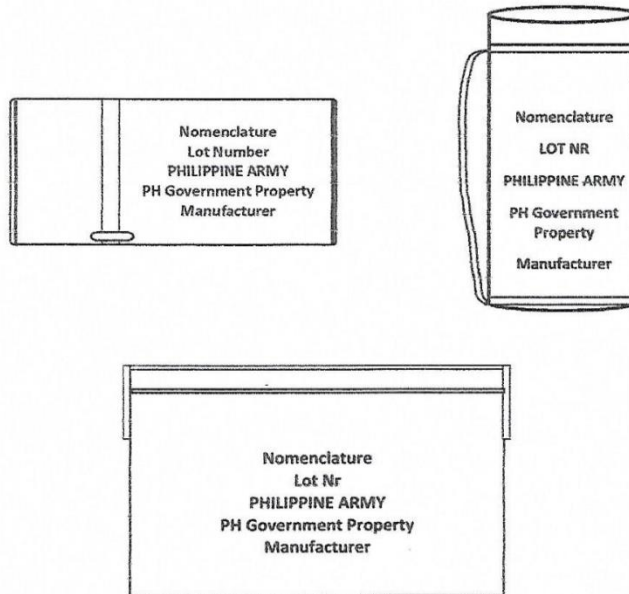 Nomenclature
Lot Number
PHILIPPINE ARMY
PH Government Property
Manufacturer
Nomenclature
LOT NR
PHILIPPINE ARMY
PH Government
Property
Manufacturer
Nomenclature
Lot Nr
PHILIPPINE ARMY
PH Government Property
Manufacturer